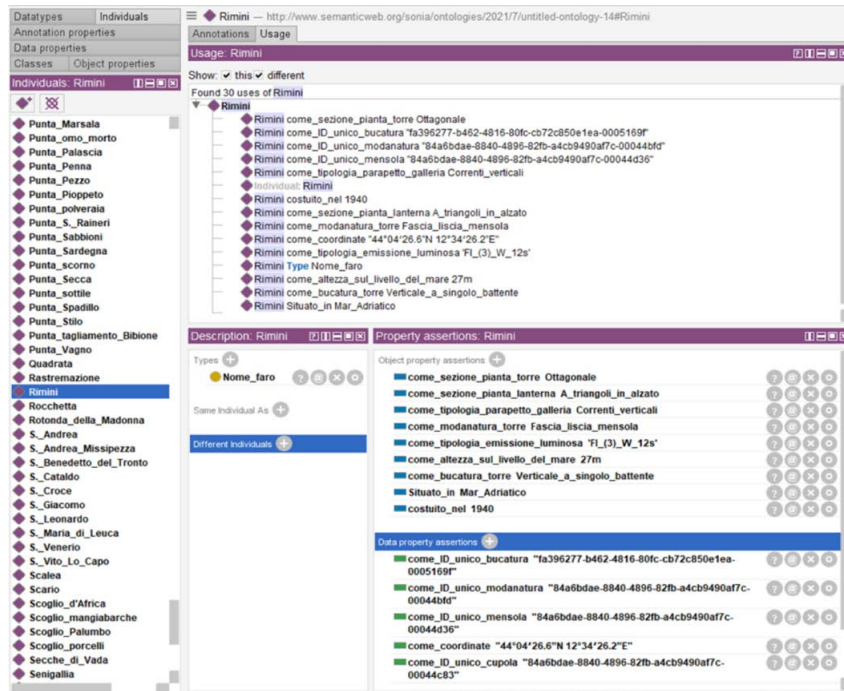 Datatypes Individuals
Annotation properties
Data properties
Classes Object properties
Individuals: Rimini
Punta_Marsala
Punta_omo_morto
Punta_Palascia
Punta_Penna
Punta_Pezzo
Punta_Pioppeto
Punta_polveraia
Punta_S._Raineri
Punta_Sabbioni
Punta_Sardegna
Punta_scorno
Punta_Secca
Punta_sottile
Punta_Spadillo
Punta_Stilo
Punta_tagliamento_Bibione
Punta_Vagno
Quadrata
Rastremazione
Rimini
Rocchetta
Rotonda_della_Madonna
S._Andrea
S._Andrea_Missipezza
S._Benedetto_del_Tronto
S._Cataldo
S._Croce
S._Giacomo
S._Leonardo
S._Maria_di_Leuca
S._Venerio
S._Vito_Lo_Capo
Scalea
Scario
Scoglio_d'Africa
Scoglio_mangiabarche
Scoglio_Palumbo
Scoglio_porcelli
Secche_di_Vada
Senigallia
Rimini — http://www.semanticweb.org/sonia/ontologies/2021/7/untitled-ontology-14#Rimini
Annotations Usage
Usage: Rimini
Show: this different
Found 30 uses of Rimini
Rimini
Rimini come_sezione_pianta_torre Ottagonale
Rimini come_ID_unico_bucatura "fa396277-b462-4816-80fc-cb72c850e1ea-0005169f"
Rimini come_ID_unico_modanatura "84a6bdae-8840-4896-82fb-a4cb9490af7c-00044bfd"
Rimini come_ID_unico_mensola "84a6bdae-8840-4896-82fb-a4cb9490af7c-00044d36"
Rimini come_tipologia_parapetto_galleria Correnti_verticali
Individual: Rimini
Rimini costuito_nel 1940
Rimini come_sezione_pianta_lanterna A_triangoli_in_alzato
Rimini come_modanatura_torre Fascia_liscia_mensola
Rimini come_coordinate "44°04'26.6"N 12°34'26.2"E"
Rimini come_tipologia_emissione_luminosa 'Fl_(3)_W_12s'
Rimini Type Nome_faro
Rimini come_altezza_sul_livello_del_mare 27m
Rimini come_bucatura_torre Verticale_a_singolo_battente
Rimini Situato_in Mar_Adriatico
Description: Rimini
Types
Nome_faro
Same Individual As
Different Individuals
Property assertions: Rimini
Object property assertions
come_sezione_pianta_torre Ottagonale
come_sezione_pianta_lanterna A_triangoli_in_alzato
come_tipologia_parapetto_galleria Correnti_verticali
come_modanatura_torre Fascia_liscia_mensola
come_tipologia_emissione_luminosa 'Fl_(3)_W_12s'
come_altezza_sul_livello_del_mare 27m
come_bucatura_torre Verticale_a_singolo_battente
Situato_in Mar_Adriatico
costuito_nel 1940
Data property assertions
come_ID_unico_bucatura "fa396277-b462-4816-80fc-cb72c850e1ea-
0005169f"
come_ID_unico_modanatura "84a6bdae-8840-4896-82fb-a4cb9490af7c-
00044bfd"
come_ID_unico_mensola "84a6bdae-8840-4896-82fb-a4cb9490af7c-
00044d36"
come_coordinate "44°04'26.6"N 12°34'26.2"E"
come_ID_unico_cupola "84a6bdae-8840-4896-82fb-a4cb9490af7c-
00044c83"